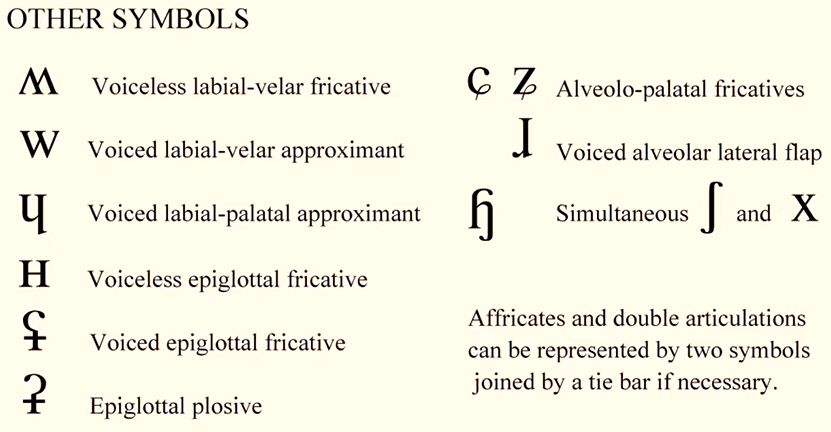 OTHER SYMBOLS
ʍ Voiceless labial-velar fricative
w Voiced labial-velar approximant
ɥ Voiced labial-palatal approximant
ʜ Voiceless epiglottal fricative
ʢ Voiced epiglottal fricative
ʡ Epiglottal plosive
ɕ ʑ Alveolo-palatal fricatives
ɺ Voiced alveolar lateral flap
ɧ Simultaneous ʃ and x
Affricates and double articulations
can be represented by two symbols
joined by a tie bar if necessary.